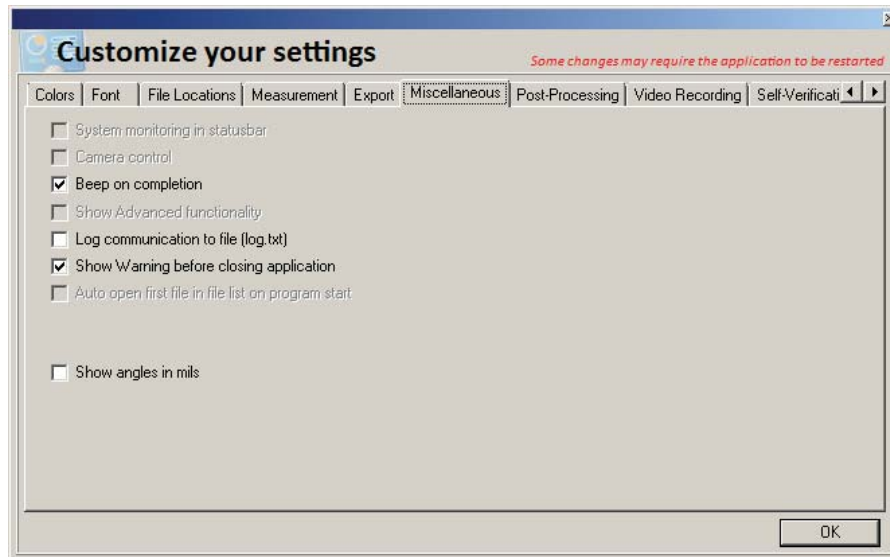 Customize your settings
Some changes may require the application to be restarted
Colors Font File Locations Measurement Export Miscellaneous Post-Processing Video Recording Self-Verificati
System monitoring in statusbar
Camera control
Beep on completion
Show Advanced functionality
Log communication to file (log.txt)
Show Warning before closing application
Auto open first file in file list on program start
Show angles in mils
OK